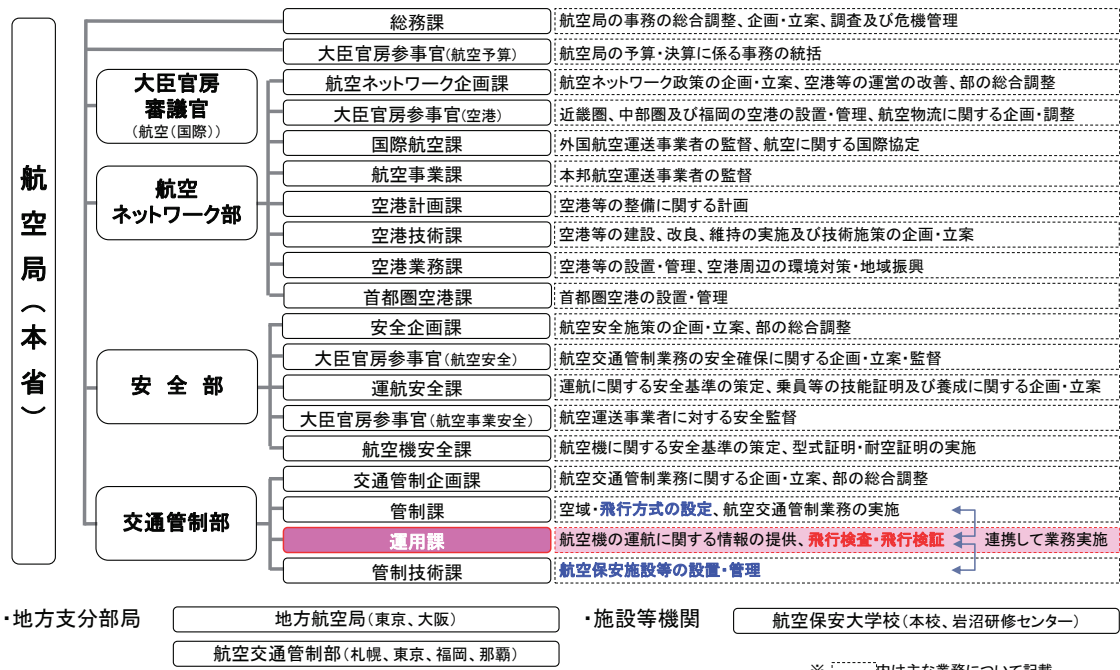 航空局（本省）
総務課 航空局の事務の総合調整、企画・立案、調査及び危機管理
大臣官房参事官(航空予算) 航空局の予算・決算に係る事務の統括
大臣官房
審議官
(航空(国際))
航空ネットワーク企画課 航空ネットワーク政策の企画・立案、空港等の運営の改善、部の総合調整
大臣官房参事官(空港) 近畿圏、中部圏及び福岡の空港の設置・管理、航空物流に関する企画・調整
国際航空課 外国航空運送事業者の監督、航空に関する国際協定
航空
ネットワーク部
航空事業課 本邦航空運送事業者の監督
空港計画課 空港等の整備に関する計画
空港技術課 空港等の建設、改良、維持の実施及び技術施策の企画・立案
空港業務課 空港等の設置・管理、空港周辺の環境対策・地域振興
首都圏空港課 首都圏空港の設置・管理
安全部
安全企画課 航空安全施策の企画・立案、部の総合調整
大臣官房参事官(航空安全) 航空交通管制業務の安全確保に関する企画・立案・監督
運航安全課 運航に関する安全基準の策定、乗員等の技能証明及び養成に関する企画・立案
大臣官房参事官(航空事業安全) 航空運送事業者に対する安全監督
航空機安全課 航空機に関する安全基準の策定、型式証明・耐空証明の実施
交通管制部
交通管制企画課 航空交通管制業務に関する企画・立案、部の総合調整
管制課 空域・飛行方式の設定、航空交通管制業務の実施
運用課 航空機の運航に関する情報の提供、飛行検査・飛行検証 連携して業務実施
管制技術課 航空保安施設等の設置・管理
・地方支分部局 地方航空局(東京、大阪) ・施設等機関 航空保安大学校(本校、岩沼研修センター)
航空交通管制部(札幌、東京、福岡、那覇)
※ 内は主な業務について記載